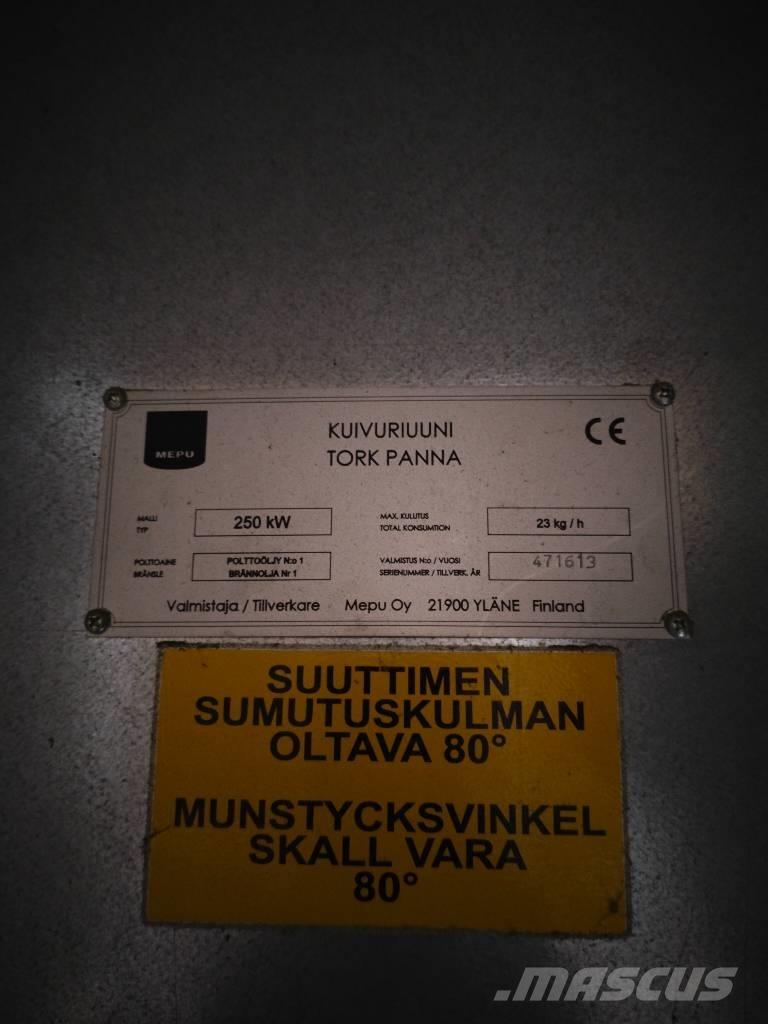 MEPU
KUIVURIUUNI
TORK PANNA
CE
MALLI
TYP
250 kW
MAX. KULUTUS
TOTAL KONSUMTION
23 kg / h
POLTTOAINE
BRÄNSLE
POLTTOÖLJY N:o 1
BRÄNNOLJA Nr 1
VALMISTUS N:o / VUOSI
SERIENUMMER / TILLVERK. ÅR
471613
Valmistaja / Tillverkare Mepu Oy 21900 YLÄNE Finland
SUUTTIMEN
SUMUTUSKULMAN
OLTAVA 80°
MUNSTYCKSVINKEL
SKALL VARA
80°
.MASCUS